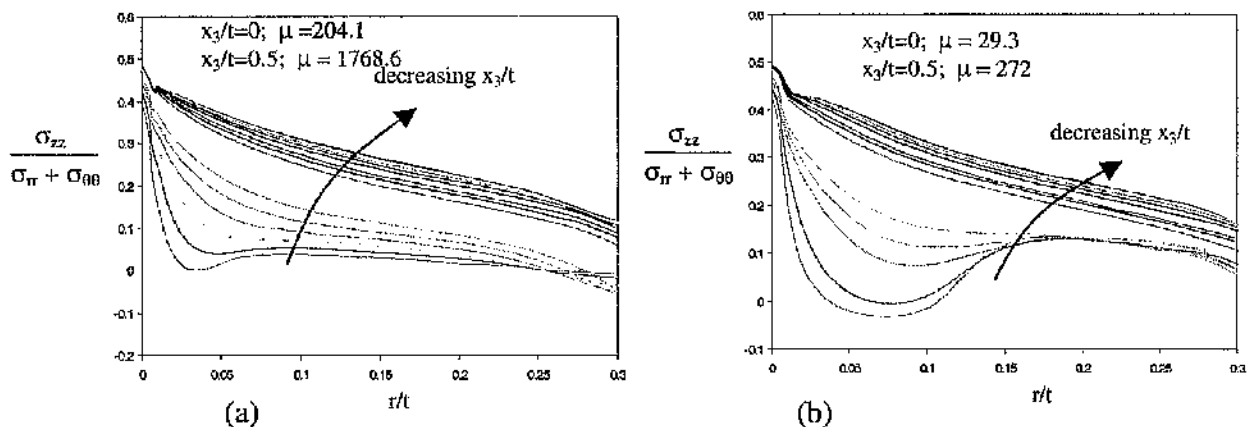 0.6
x₃/t=0; μ =204.1
x₃/t=0.5; μ = 1768.6
decreasing x₃/t
0.4
0.3
0.2
0.1
0
-0.1
-0.2
σzz
σrr + σθθ
0
0.05
0.1
0.15
0.2
0.25
0.3
r/t
(a)
0.6
x₃/t=0; μ = 29.3
x₃/t=0.5; μ = 272
decreasing x₃/t
0.4
0.3
0.2
0.1
0
-0.1
σzz
σrr + σθθ
0
0.05
0.1
0.15
0.2
0.25
0.3
r/t
(b)